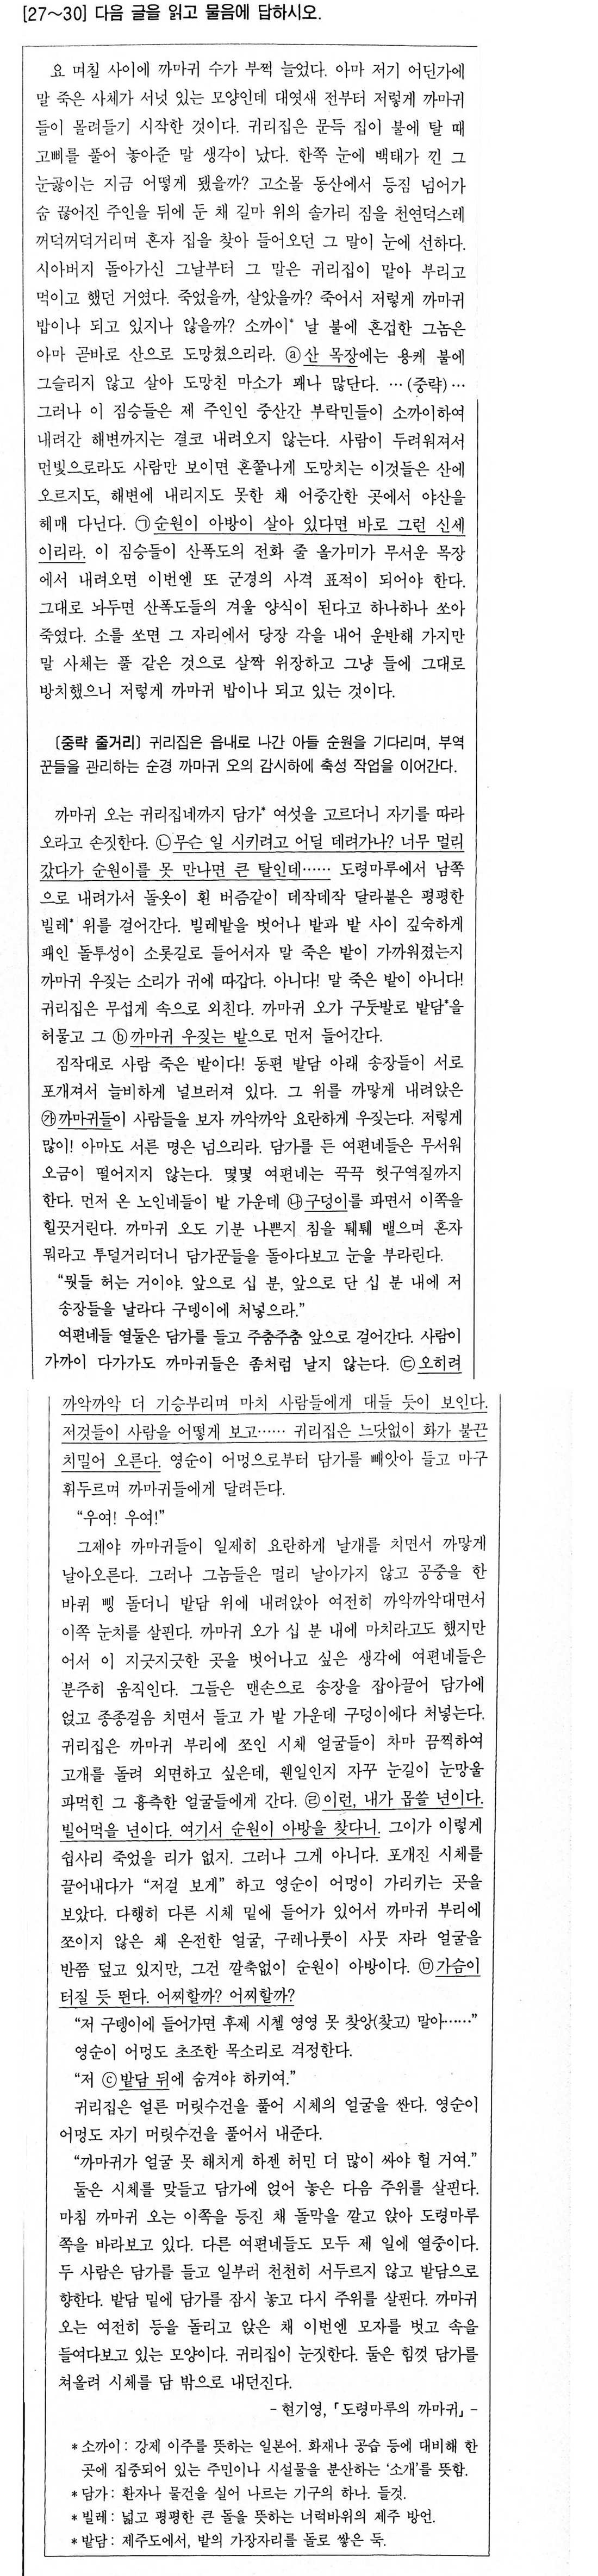 [27~30] 다음 글을 읽고 물음에 답하시오.
요 며칠 사이에 까마귀 수가 부쩍 늘었다. 아마 저기 어딘가에
말 죽은 사체가 서넛 있는 모양인데 대엿새 전부터 저렇게 까마귀
들이 몰려들기 시작한 것이다. 귀리집은 문득 집이 불에 탈 때
고삐를 풀어 놓아준 말 생각이 났다. 한쪽 눈에 백태가 낀 그
눈곯이는 지금 어떻게 됐을까? 고소몰 동산에서 등짐 넘어가
숨 끊어진 주인을 뒤에 둔 채 길마 위의 솔가리 짐을 천연덕스레
꺼덕꺼덕거리며 혼자 집을 찾아 들어오던 그 말이 눈에 선하다.
시아버지 돌아가신 그날부터 그 말은 귀리집이 맡아 부리고
먹이고 했던 거였다. 죽었을까, 살았을까? 죽어서 저렇게 까마귀
밥이나 되고 있지나 않을까? 소까이* 날 불에 혼겁한 그놈은
아마 곧바로 산으로 도망쳤으리라. ⓐ산 목장에는 용케 불에
그슬리지 않고 살아 도망친 마소가 꽤나 많단다. …(중략)…
그러나 이 짐승들은 제 주인인 중산간 부락민들이 소까이하여
내려간 해변까지는 결코 내려오지 않는다. 사람이 두려워져서
먼빛으로라도 사람만 보이면 혼쭐나게 도망치는 이것들은 산에
오르지도, 해변에 내리지도 못한 채 어중간한 곳에서 야산을
헤매 다닌다. ㉠순원이 아방이 살아 있다면 바로 그런 신세
이리라. 이 짐승들이 산폭도의 전화 줄 올가미가 무서운 목장
에서 내려오면 이번엔 또 군경의 사격 표적이 되어야 한다.
그대로 놔두면 산폭도들의 겨울 양식이 된다고 하나하나 쏘아
죽였다. 소를 쏘면 그 자리에서 당장 각을 내어 운반해 가지만
말 사체는 풀 같은 것으로 살짝 위장하고 그냥 들에 그대로
방치했으니 저렇게 까마귀 밥이나 되고 있는 것이다.
[중략 줄거리] 귀리집은 읍내로 나간 아들 순원을 기다리며, 부역
꾼들을 관리하는 순경 까마귀 오의 감시하에 축성 작업을 이어간다.
까마귀 오는 귀리집네까지 담가* 여섯을 고르더니 자기를 따라
오라고 손짓한다. ㉡무슨 일 시키려고 어딜 데려가나? 너무 멀리
갔다가 순원이를 못 만나면 큰 탈인데…… 도령마루에서 남쪽
으로 내려가서 돌옷이 흰 버즘같이 데작데작 달라붙은 평평한
빌레* 위를 걸어간다. 빌레밭을 벗어나 밭과 밭 사이 깊숙하게
패인 돌투성이 소롯길로 들어서자 말 죽은 밭이 가까워졌는지
까마귀 우짖는 소리가 귀에 따갑다. 아니다! 말 죽은 밭이 아니다!
귀리집은 무섭게 속으로 외친다. 까마귀 오가 구둣발로 밭담*을
허물고 그 ⓑ까마귀 우짖는 밭으로 먼저 들어간다.
짐작대로 사람 죽은 밭이다! 동편 밭담 아래 송장들이 서로
포개져서 늘비하게 널브러져 있다. 그 위를 까맣게 내려앉은
㉮까마귀들이 사람들을 보자 까악까악 요란하게 우짖는다. 저렇게
많이! 아마도 서른 명은 넘으리라. 담가를 든 여편네들은 무서워
오금이 떨어지지 않는다. 몇몇 여편네는 끅끅 헛구역질까지
한다. 먼저 온 노인네들이 밭 가운데 ㉯구덩이를 파면서 이쪽을
힐끗거린다. 까마귀 오도 기분 나쁜지 침을 퉤퉤 뱉으며 혼자
뭐라고 투덜거리더니 담가꾼들을 돌아다보고 눈을 부라린다.
“뭣들 허는 거이야. 앞으로 십 분, 앞으로 단 십 분 내에 저
송장들을 날라다 구뎅이에 처넣으라.”
여편네들 열둘은 담가를 들고 주춤주춤 앞으로 걸어간다. 사람이
가까이 다가가도 까마귀들은 좀처럼 날지 않는다. ㉢오히려
까악까악 더 기승부리며 마치 사람들에게 대들 듯이 보인다.
저것들이 사람을 어떻게 보고…… 귀리집은 느닷없이 화가 불끈
치밀어 오른다. 영순이 어멍으로부터 담가를 빼앗아 들고 마구
휘두르며 까마귀들에게 달려든다.
“우여! 우여!”
그제야 까마귀들이 일제히 요란하게 날개를 치면서 까맣게
날아오른다. 그러나 그놈들은 멀리 날아가지 않고 공중을 한
바퀴 삥 돌더니 밭담 위에 내려앉아 여전히 까악까악대면서
이쪽 눈치를 살핀다. 까마귀 오가 십 분 내에 마치라고도 했지만
어서 이 지긋지긋한 곳을 벗어나고 싶은 생각에 여편네들은
분주히 움직인다. 그들은 맨손으로 송장을 잡아끌어 담가에
얹고 종종걸음 치면서 들고 가 밭 가운데 구덩이에다 처넣는다.
귀리집은 까마귀 부리에 쪼인 시체 얼굴들이 차마 끔찍하여
고개를 돌려 외면하고 싶은데, 웬일인지 자꾸 눈길이 눈망울
파먹힌 그 흉측한 얼굴들에게 간다. ㉣이런, 내가 몹쓸 년이다.
빌어먹을 년이다. 여기서 순원이 아방을 찾다니. 그이가 이렇게
쉽사리 죽었을 리가 없지. 그러나 그게 아니다. 포개진 시체를
끌어내다가 “저걸 보게” 하고 영순이 어멍이 가리키는 곳을
보았다. 다행히 다른 시체 밑에 들어가 있어서 까마귀 부리에
쪼이지 않은 채 온전한 얼굴, 구레나룻이 사뭇 자라 얼굴을
반쯤 덮고 있지만, 그건 갈축없이 순원이 아방이다. ㉤가슴이
터질 듯 뛴다. 어찌할까? 어찌할까?
“저 구뎅이에 들어가면 후제 시첼 영영 못 찾앙(찾고) 말아……”
영순이 어멍도 초조한 목소리로 걱정한다.
“저 ⓒ밭담 뒤에 숨겨야 하키여.”
귀리집은 얼른 머릿수건을 풀어 시체의 얼굴을 싼다. 영순이
어멍도 자기 머릿수건을 풀어서 내준다.
“까마귀가 얼굴 못 해치게 하젠 허민 더 많이 싸야 헐 거여.”
둘은 시체를 맞들고 담가에 얹어 놓은 다음 주위를 살핀다.
마침 까마귀 오는 이쪽을 등진 채 돌막을 깔고 앉아 도령마루
쪽을 바라보고 있다. 다른 여편네들도 모두 제 일에 열중이다.
두 사람은 담가를 들고 일부러 천천히 서두르지 않고 밭담으로
향한다. 밭담 밑에 담가를 잠시 놓고 다시 주위를 살핀다. 까마귀
오는 여전히 등을 돌리고 앉은 채 이번엔 모자를 벗고 속을
들여다보고 있는 모양이다. 귀리집이 눈짓한다. 둘은 힘껏 담가를
쳐올려 시체를 담 밖으로 내던진다.
- 현기영, 「도령마루의 까마귀」 -
* 소까이: 강제 이주를 뜻하는 일본어. 화재나 공습 등에 대비해 한
곳에 집중되어 있는 주민이나 시설물을 분산하는 ‘소개’를 뜻함.
* 담가: 환자나 물건을 실어 나르는 기구의 하나. 들것.
* 빌레: 넓고 평평한 큰 돌을 뜻하는 너럭바위의 제주 방언.
* 밭담: 제주도에서, 밭의 가장자리를 돌로 쌓은 둑.